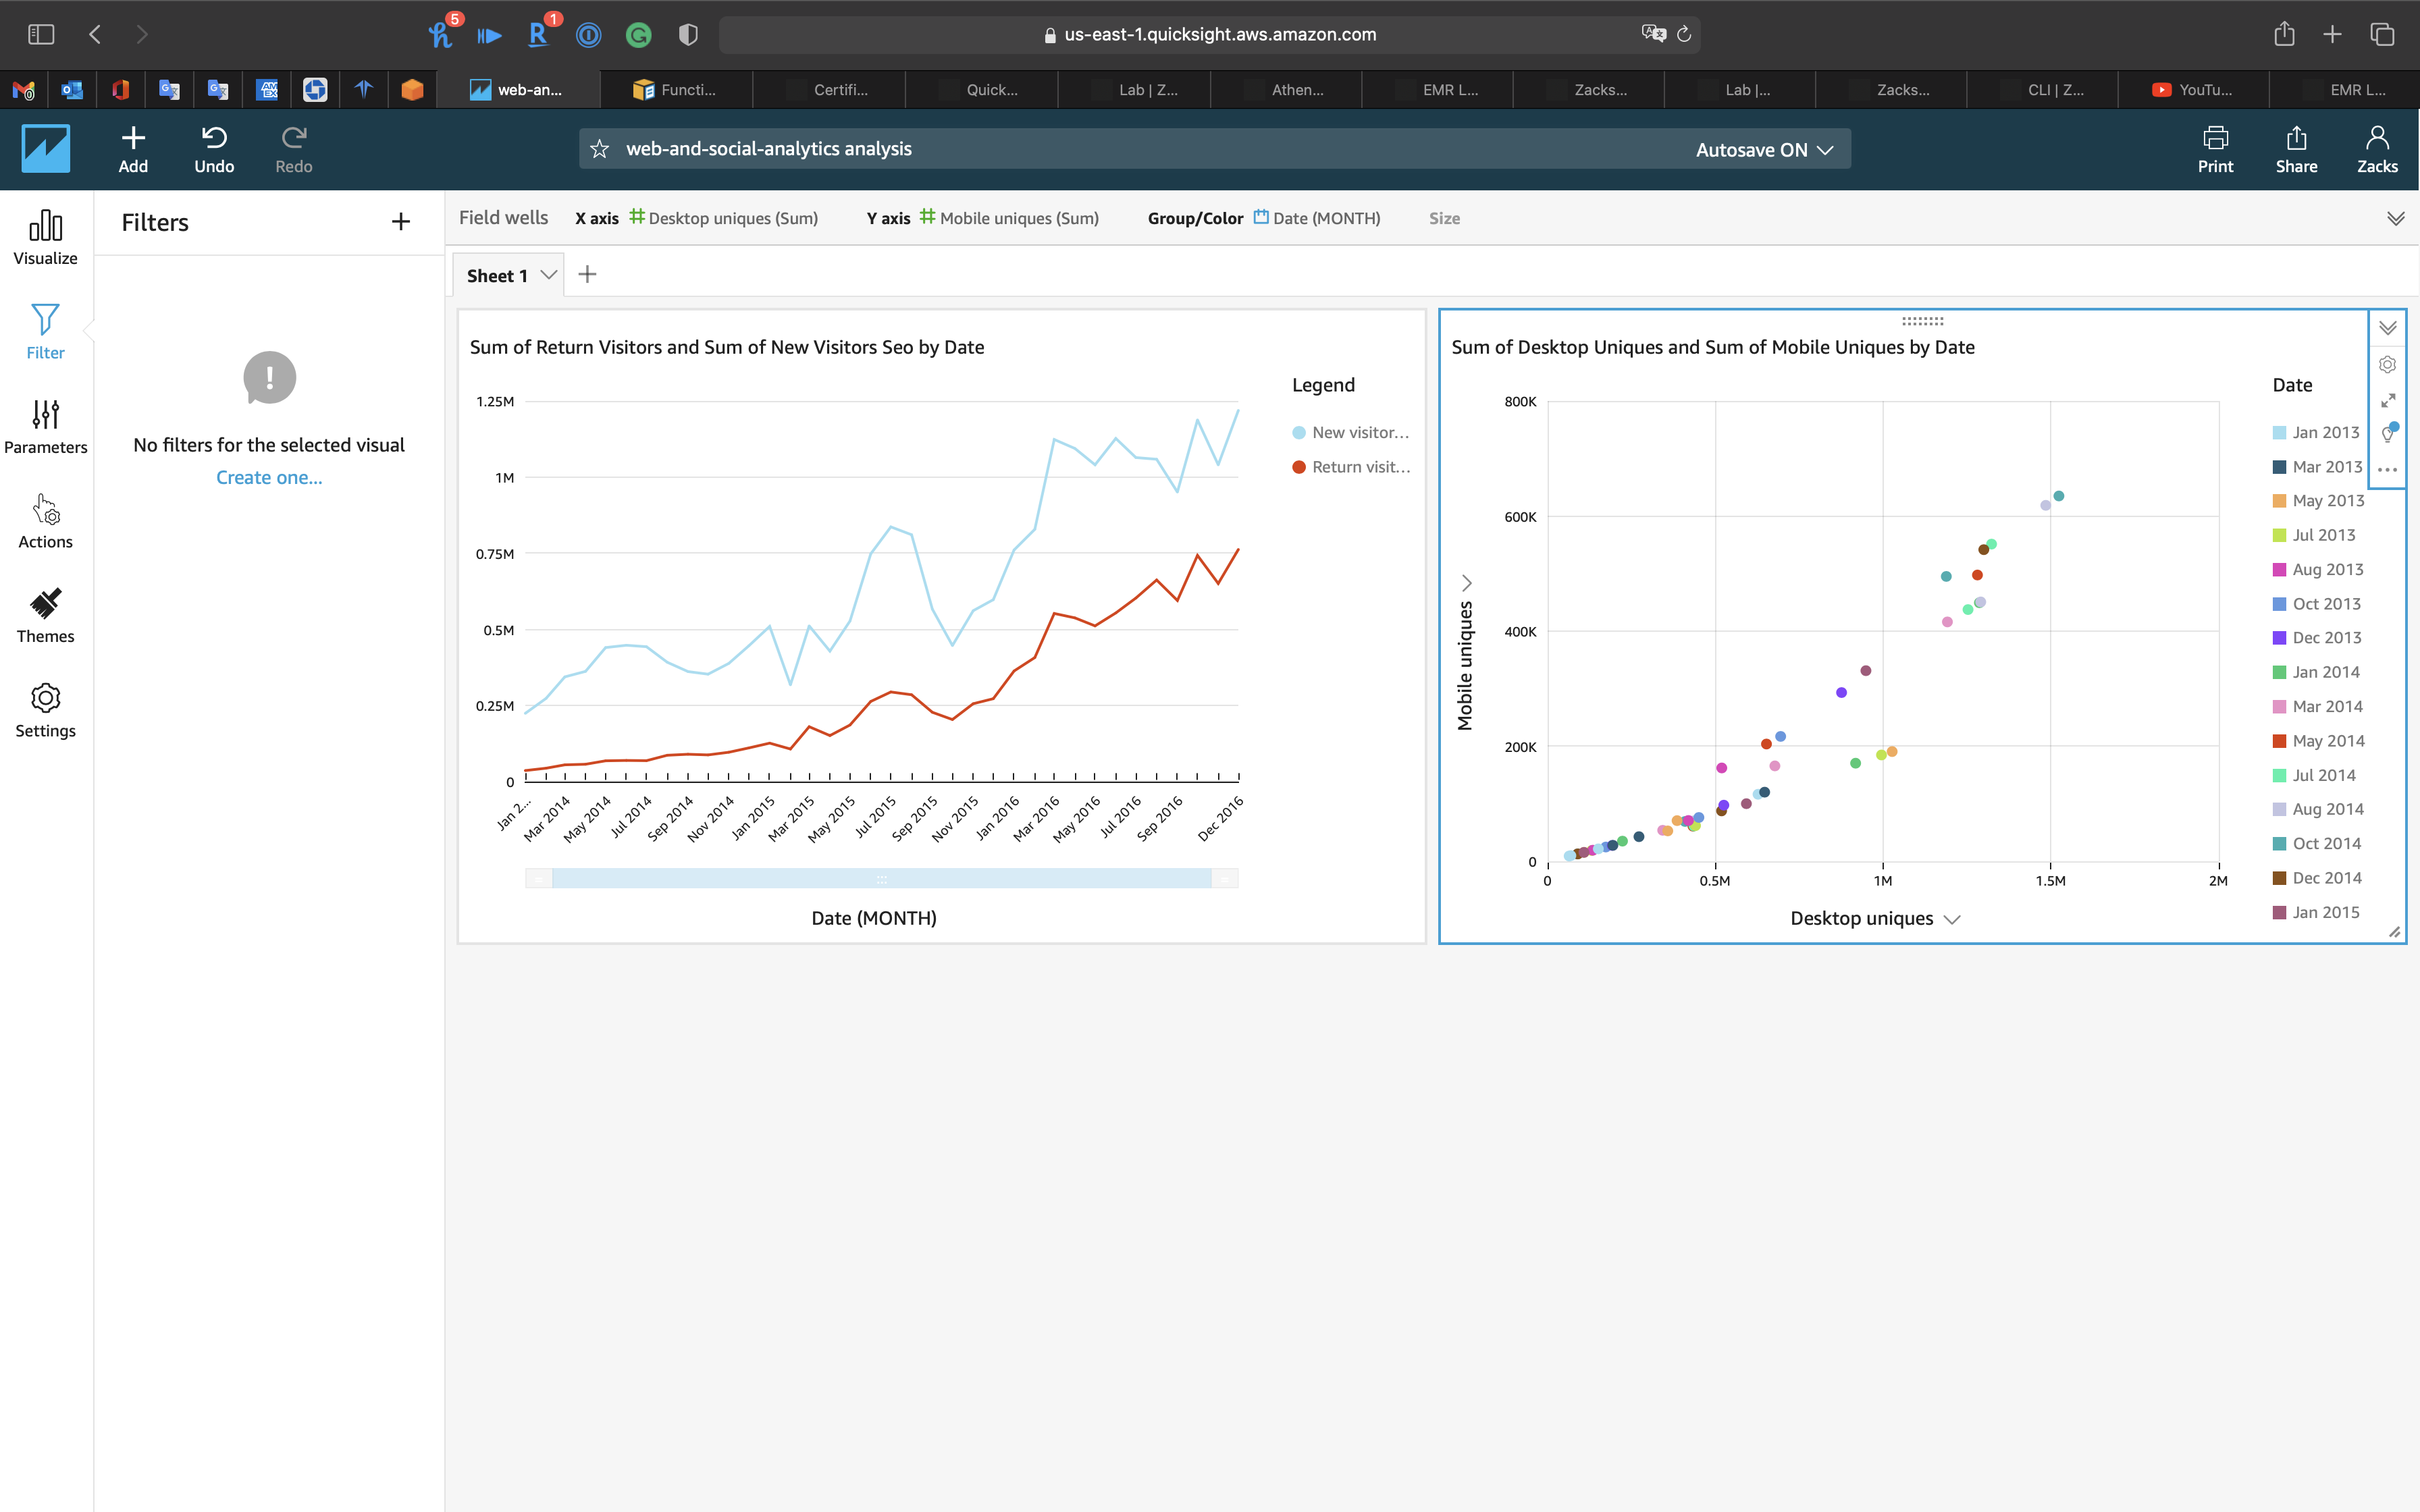 5
1
us-east-1.quicksight.aws.amazon.com
web-an...
Functi...
Certifi...
Quick...
Lab | Z...
Athen...
EMR L...
Zacks...
Lab |...
Zacks...
CLI | Z...
YouTu...
EMR L...
Add
Undo
Redo
web-and-social-analytics analysis
Autosave ON
Print
Share
Zacks
Visualize
Filter
Parameters
Actions
Themes
Settings
Filters
No filters for the selected visual
Create one...
Field wells X axis Desktop uniques (Sum) Y axis Mobile uniques (Sum) Group/Color Date (MONTH) Size
Sheet 1
Sum of Return Visitors and Sum of New Visitors Seo by Date
1.25M
1M
0.75M
0.5M
0.25M
0
Jan 2...
Mar 2014
May 2014
Jul 2014
Sep 2014
Nov 2014
Jan 2015
Mar 2015
May 2015
Jul 2015
Sep 2015
Nov 2015
Jan 2016
Mar 2016
May 2016
Jul 2016
Sep 2016
Dec 2016
Date (MONTH)
Legend
New visitor...
Return visit...
Sum of Desktop Uniques and Sum of Mobile Uniques by Date
Mobile uniques
800K
600K
400K
200K
0
0
0.5M
1M
1.5M
2M
Desktop uniques
Date
Jan 2013
Mar 2013
May 2013
Jul 2013
Aug 2013
Oct 2013
Dec 2013
Jan 2014
Mar 2014
May 2014
Jul 2014
Aug 2014
Oct 2014
Dec 2014
Jan 2015